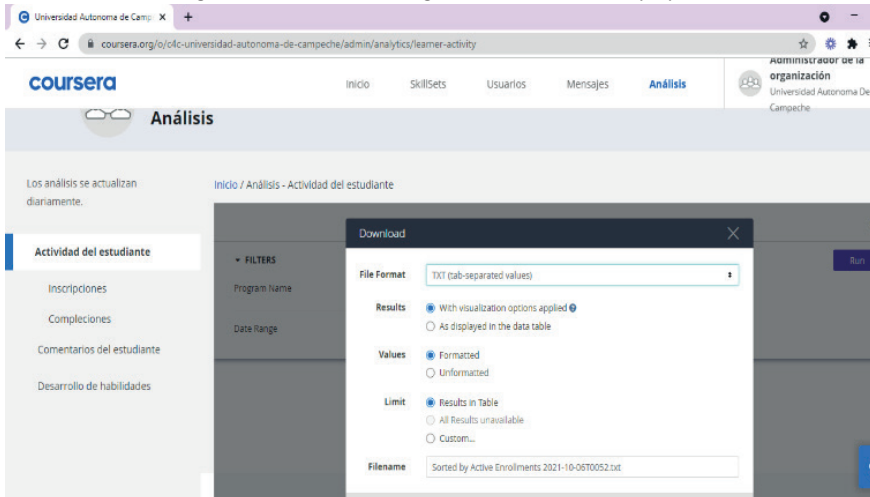 Universidad Autonoma de Camp
coursera.org/o/c4c-universidad-autonoma-de-campeche/admin/analytics/learner-activity
coursera
Inicio
SkillSets
Usuarios
Mensajes
Análisis
Administrador de la
organización
Universidad Autonoma De
Campeche
Análisis
Los análisis se actualizan
diariamente.
Inicio / Análisis - Actividad del estudiante
Actividad del estudiante
Inscripciones
Compleciones
Comentarios del estudiante
Desarrollo de habilidades
FILTERS
Program Name
Date Range
Run
Download
File Format
TXT (tab-separated values)
Results
With visualization options applied
As displayed in the data table
Values
Formatted
Unformatted
Limit
Results in Table
All Results unavailable
Custom...
Filename
Sorted by Active Enrollments 2021-10-06T0052.txt